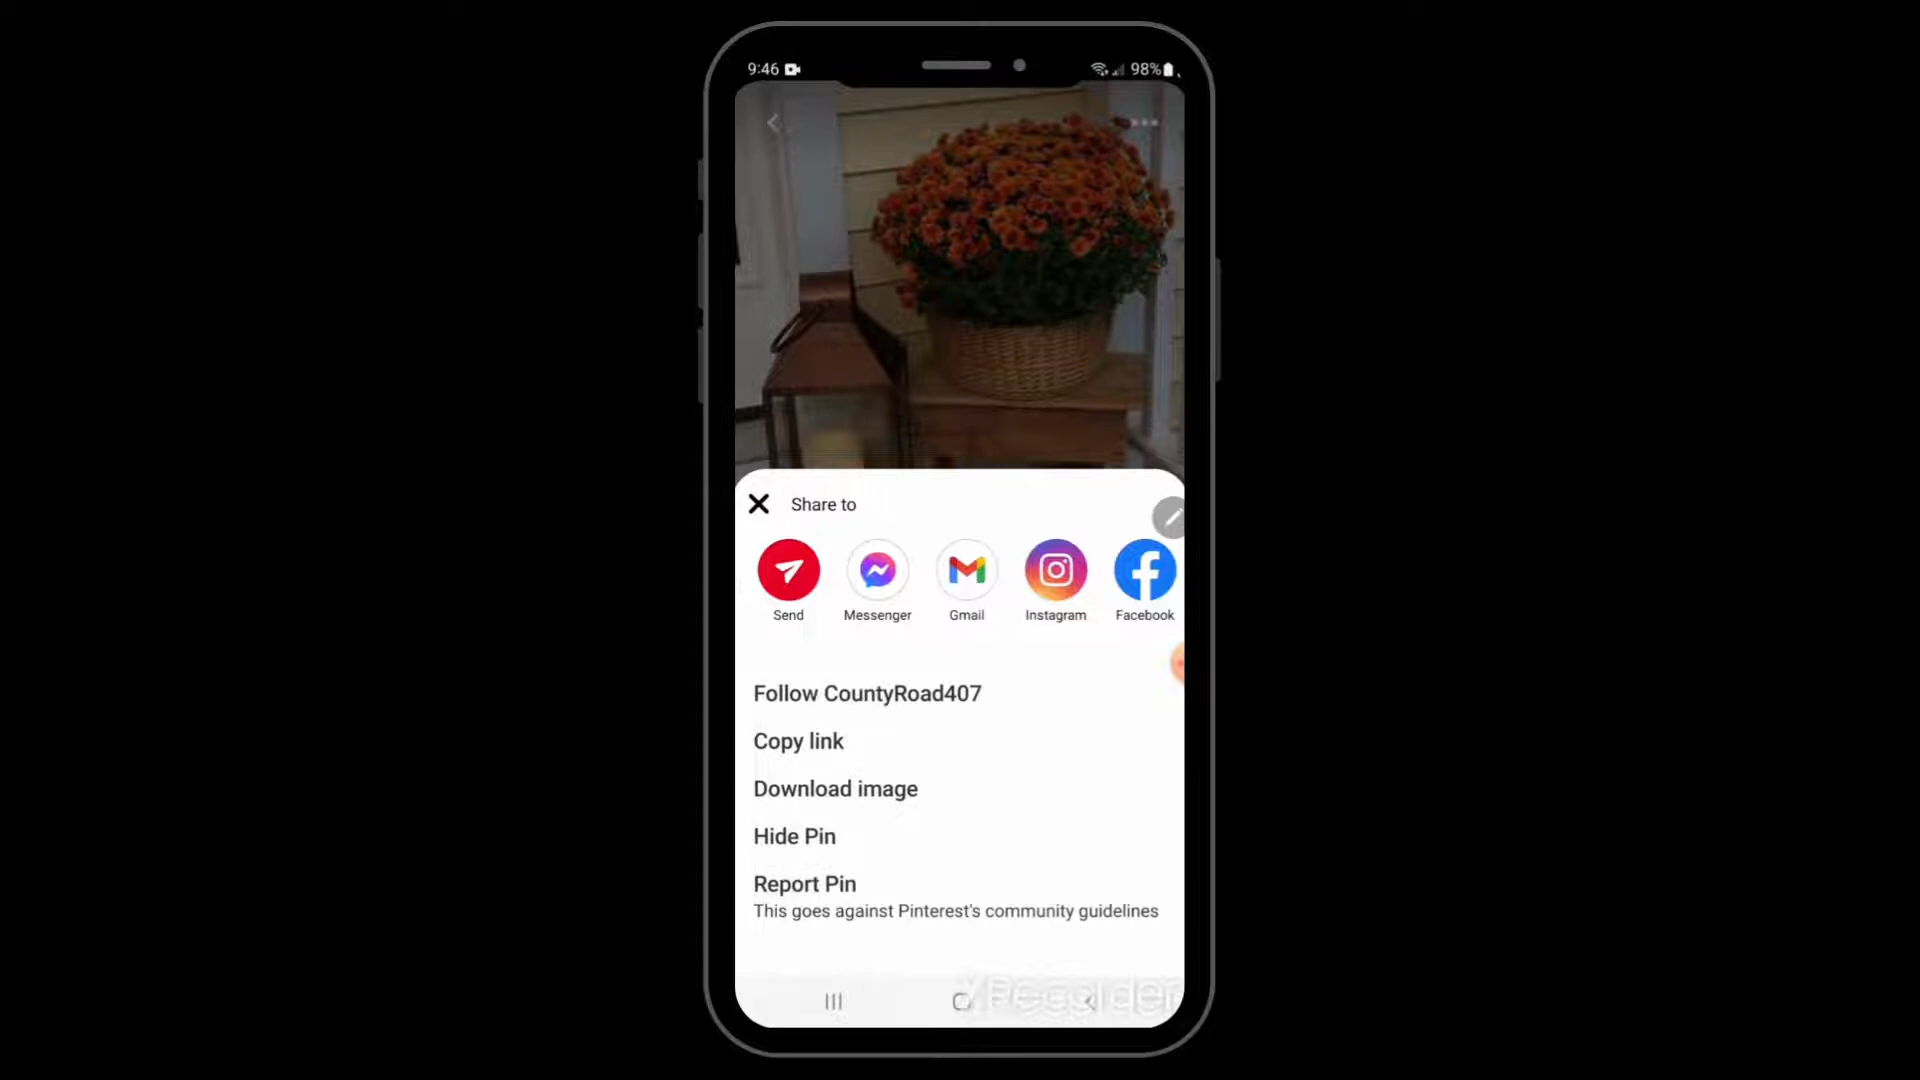 9:46
98%
Share to
Send
Messenger
Gmail
Instagram
Facebook
Follow CountyRoad407
Copy link
Download image
Hide Pin
Report Pin
This goes against Pinterest's community guidelines
XRecorder